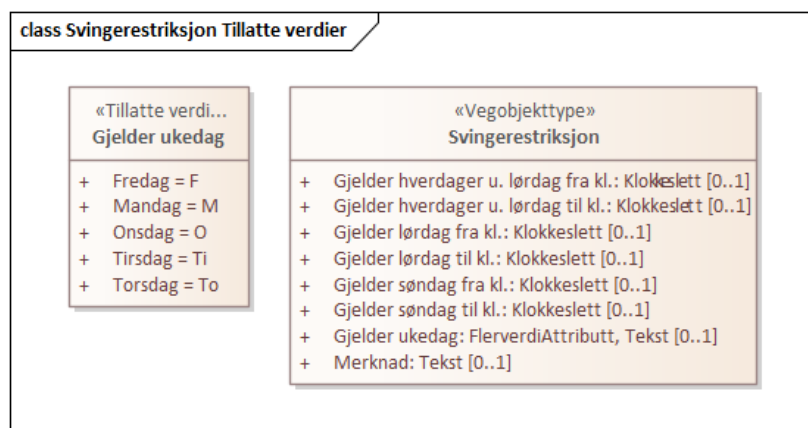 class Svingerestriksjon Tillatte verdier
«Tillatte verdi...
Gjelder ukedag
+ Fredag = F
+ Mandag = M
+ Onsdag = O
+ Tirsdag = Ti
+ Torsdag = To
«Vegobjekttype»
Svingerestriksjon
+ Gjelder hverdager u. lørdag fra kl.: Klokkeslett [0..1]
+ Gjelder hverdager u. lørdag til kl.: Klokkeslett [0..1]
+ Gjelder lørdag fra kl.: Klokkeslett [0..1]
+ Gjelder lørdag til kl.: Klokkeslett [0..1]
+ Gjelder søndag fra kl.: Klokkeslett [0..1]
+ Gjelder søndag til kl.: Klokkeslett [0..1]
+ Gjelder ukedag: FlerverdiAttributt, Tekst [0..1]
+ Merknad: Tekst [0..1]